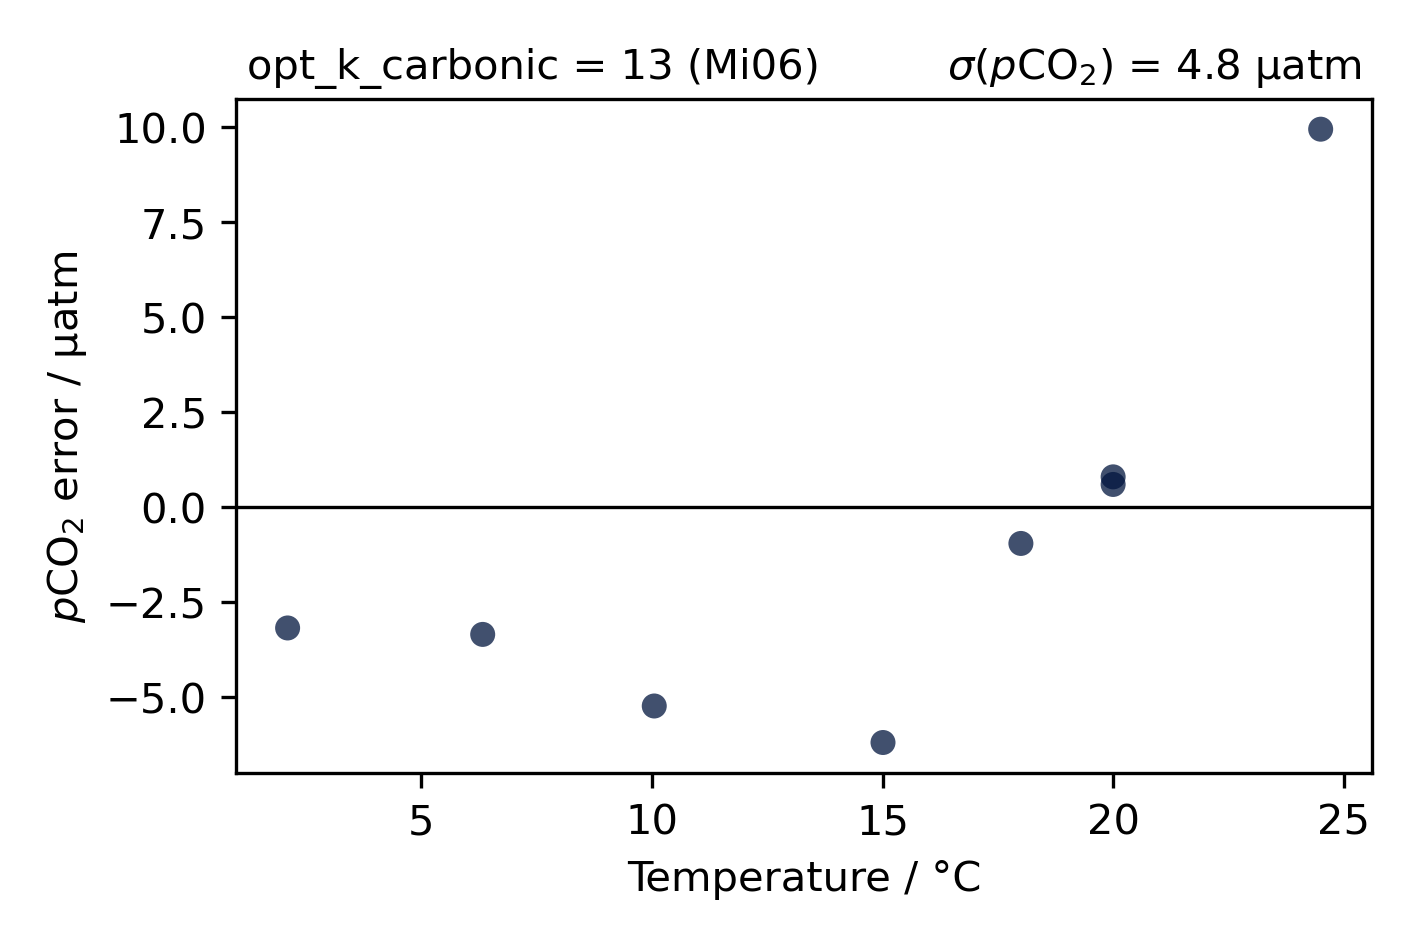 opt_k_carbonic = 13 (Mi06)
σ(pCO₂) = 4.8 µatm
pCO₂ error / µatm
10.0
7.5
5.0
2.5
0.0
−2.5
−5.0
5 10 15 20 25
Temperature / °C